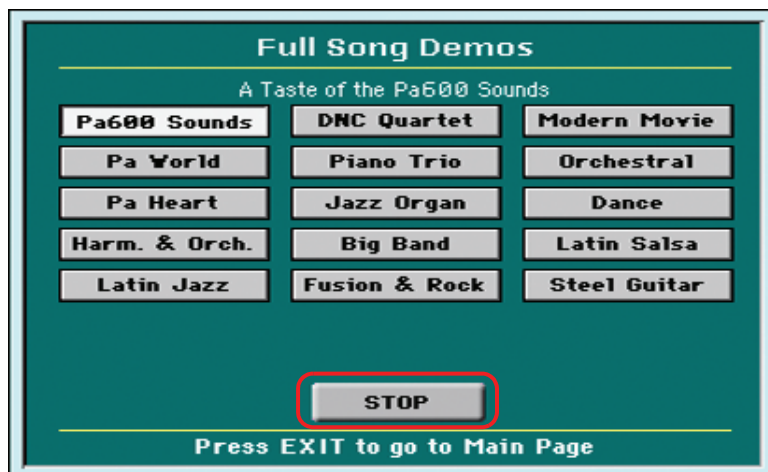 Full Song Demos
A Taste of the Pa600 Sounds
Pa600 Sounds DNC Quartet Modern Movie
Pa World Piano Trio Orchestral
Pa Heart Jazz Organ Dance
Harm. & Orch. Big Band Latin Salsa
Latin Jazz Fusion & Rock Steel Guitar
STOP
Press EXIT to go to Main Page